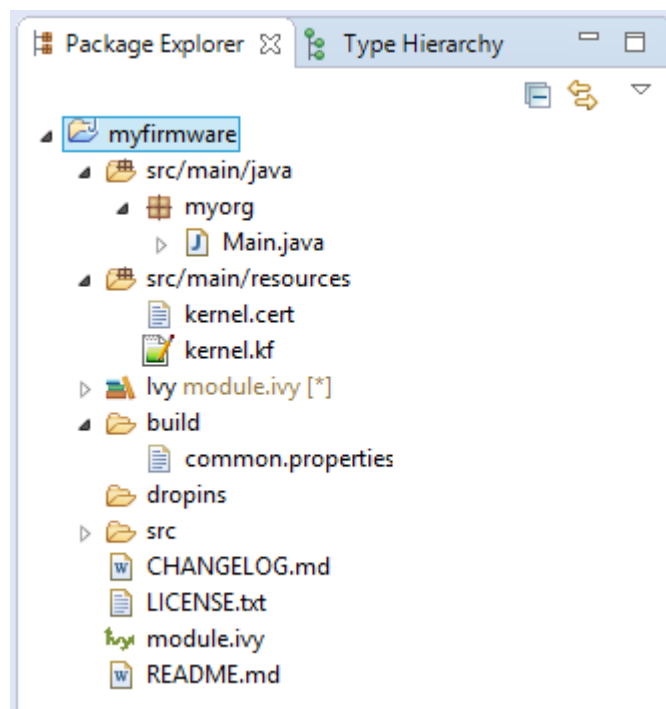 Package Explorer Type Hierarchy
myfirmware
src/main/java
myorg
Main.java
src/main/resources
kernel.cert
kernel.kf
Ivy module.ivy [*]
build
common.properties
dropins
src
CHANGELOG.md
LICENSE.txt
module.ivy
README.md